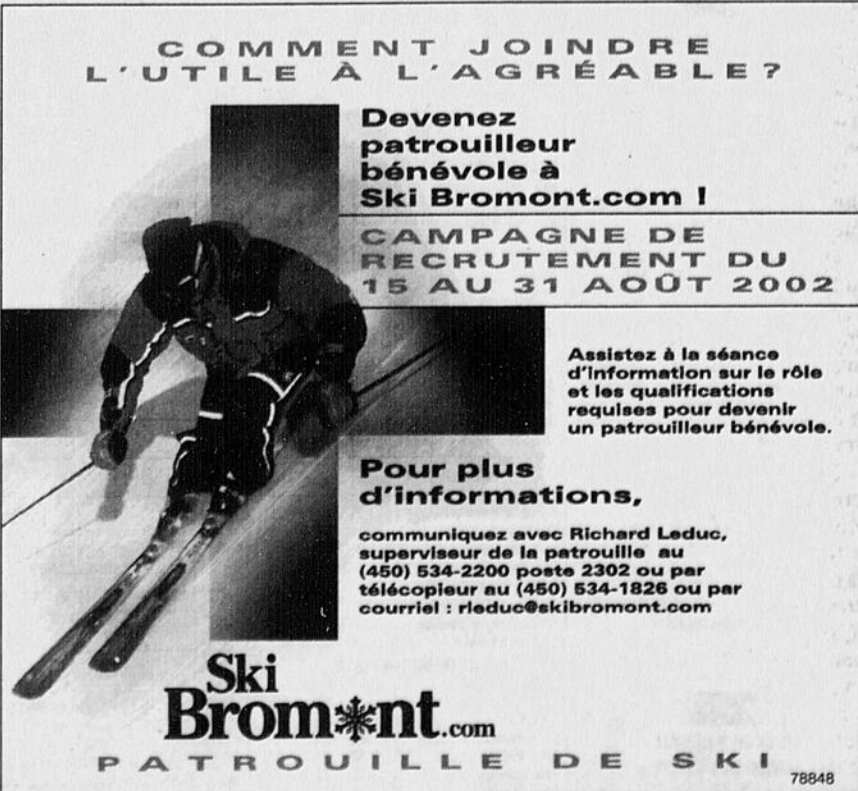 COMMENT JOINDRE
L'UTILE À L'AGRÉABLE?
Devenez
patrouilleur
bénévole à
Ski Bromont.com !
CAMPAGNE DE
RECRUTEMENT DU
15 AU 31 AOÛT 2002
Assistez à la séance
d'information sur le rôle
et les qualifications
requises pour devenir
un patrouilleur bénévole.
Pour plus
d'informations,
communiquez avec Richard Leduc,
superviseur de la patrouille au
(450) 534-2200 poste 2302 ou par
télécopieur au (450) 534-1826 ou par
courriel : rleduc@skibromont.com
Ski
Bromont.com
PATROUILLE DE SKI
78848